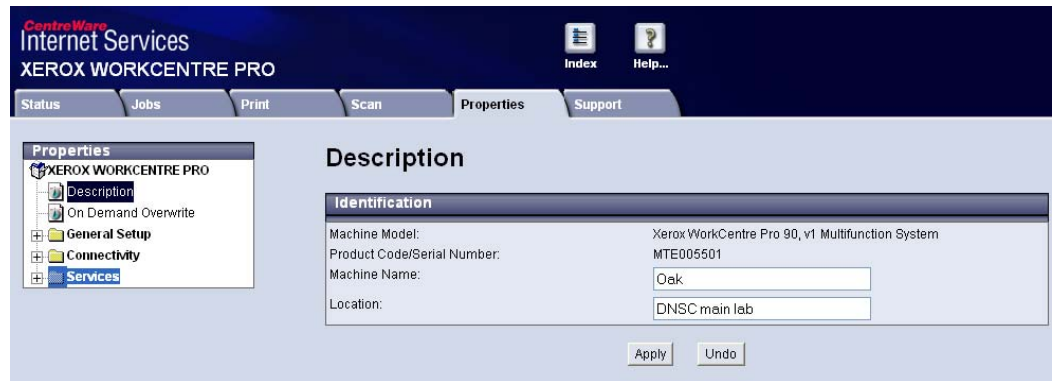 CentreWare
Internet Services
XEROX WORKCENTRE PRO
Index
Help...
Status
Jobs
Print
Scan
Properties
Support
Properties
XEROX WORKCENTRE PRO
Description
On Demand Overwrite
General Setup
Connectivity
Services
Description
Identification
Machine Model: Xerox WorkCentre Pro 90, v1 Multifunction System
Product Code/Serial Number: MTE005501
Machine Name: Oak
Location: DNSC main lab
Apply
Undo